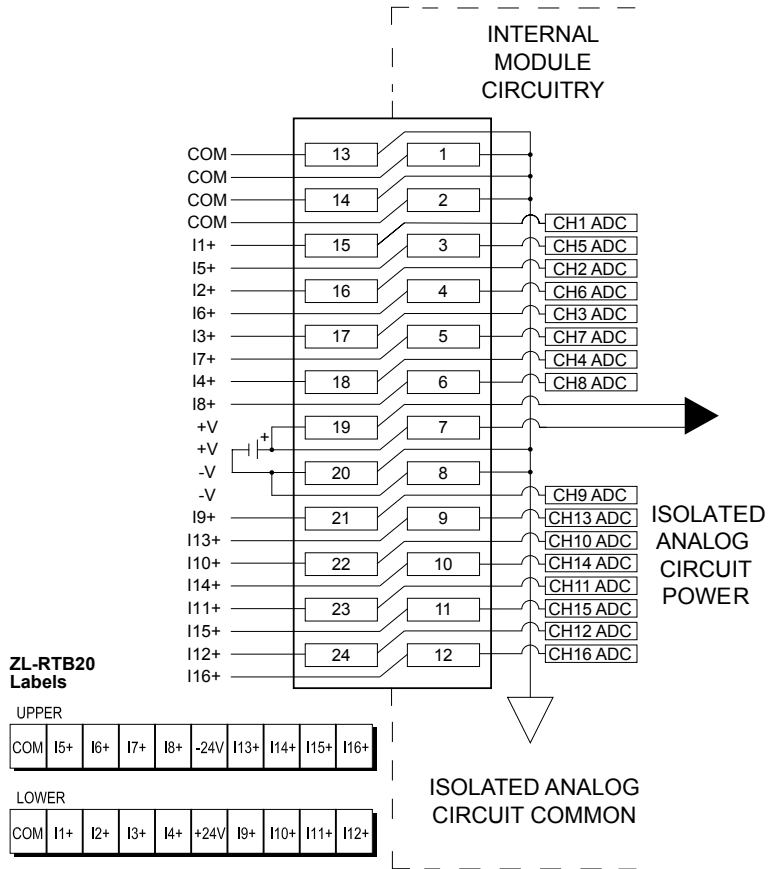 INTERNAL
MODULE
CIRCUITRY
COM
13
1
COM
COM
14
2
COM
CH1 ADC
I1+
15
3
CH5 ADC
I5+
CH2 ADC
I2+
16
4
CH6 ADC
I6+
CH3 ADC
I3+
17
5
CH7 ADC
I7+
CH4 ADC
I4+
18
6
CH8 ADC
I8+
+V
19
7
+V
+
-V
20
8
-V
CH9 ADC
I9+
21
9
CH13 ADC
I13+
CH10 ADC
I10+
22
10
CH14 ADC
I14+
CH11 ADC
I11+
23
11
CH15 ADC
I15+
CH12 ADC
I12+
24
12
CH16 ADC
I16+
ISOLATED
ANALOG
CIRCUIT
POWER
ZL-RTB20
Labels
UPPER
COM I5+ I6+ I7+ I8+ -24V I13+ I14+ I15+ I16+
LOWER
COM I1+ I2+ I3+ I4+ +24V I9+ I10+ I11+ I12+
ISOLATED ANALOG
CIRCUIT COMMON